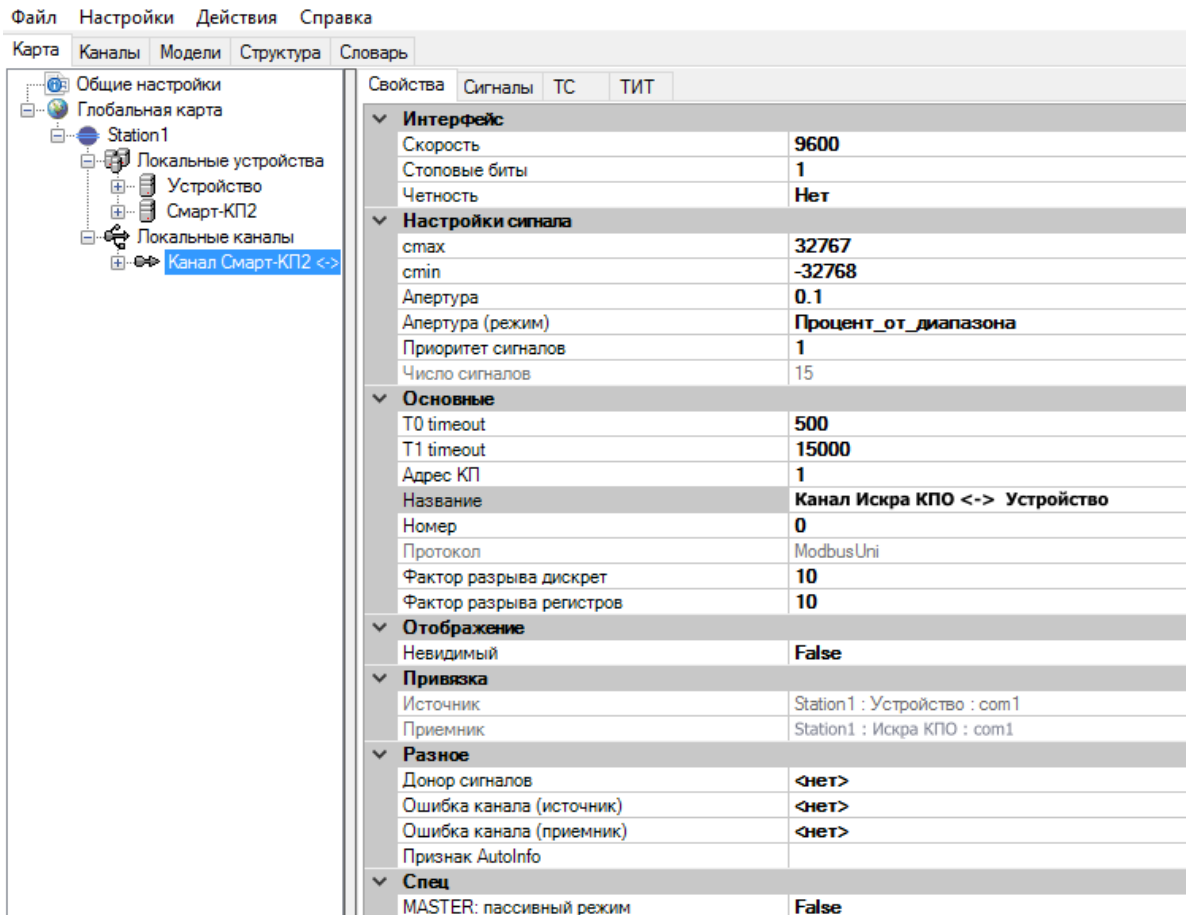 Файл Настройки Действия Справка
Карта Каналы Модели Структура Словарь
Общие настройки
Глобальная карта
Station1
Локальные устройства
Устройство
Смарт-КП2
Локальные каналы
Канал Смарт-КП2 <->
Свойства Сигналы ТС ТИТ
Интерфейс
Скорость 9600
Стоповые биты 1
Четность Нет
Настройки сигнала
cmax 32767
cmin -32768
Апертура 0.1
Апертура (режим) Процент_от_диапазона
Приоритет сигналов 1
Число сигналов 15
Основные
T0 timeout 500
T1 timeout 15000
Адрес КП 1
Название Канал Искра КПО <-> Устройство
Номер 0
Протокол ModbusUni
Фактор разрыва дискрет 10
Фактор разрыва регистров 10
Отображение
Невидимый False
Привязка
Источник Station1 : Устройство : com1
Приемник Station1 : Искра КПО : com1
Разное
Донор сигналов <нет>
Ошибка канала (источник) <нет>
Ошибка канала (приемник) <нет>
Признак AutoInfo
Спец
MASTER: пассивный режим False